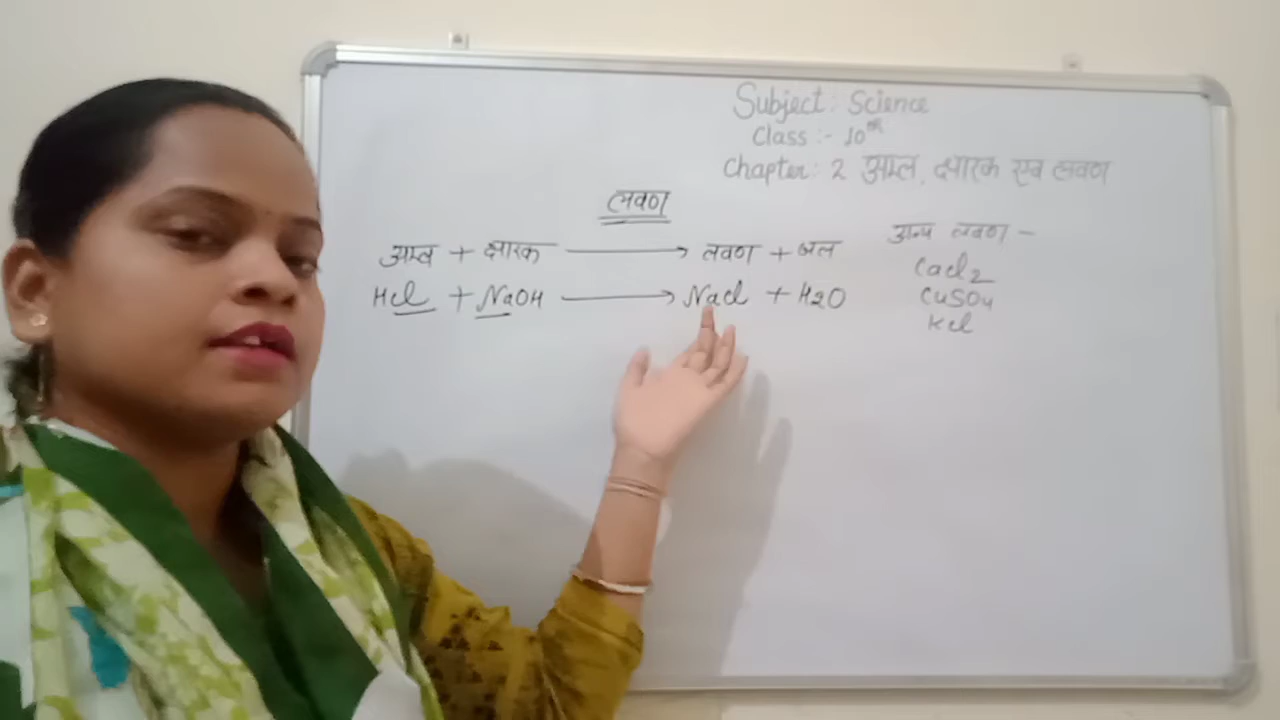 Subject: Science
Class :- 10th
Chapter: 2 अम्ल, क्षारक एव लवण
लवण
अम्ल + क्षारक ⟶ लवण + जल
HCl + NaOH ⟶ Nacl + H2O
अन्य लवण -
Cacl2
CuSO4
Kcl